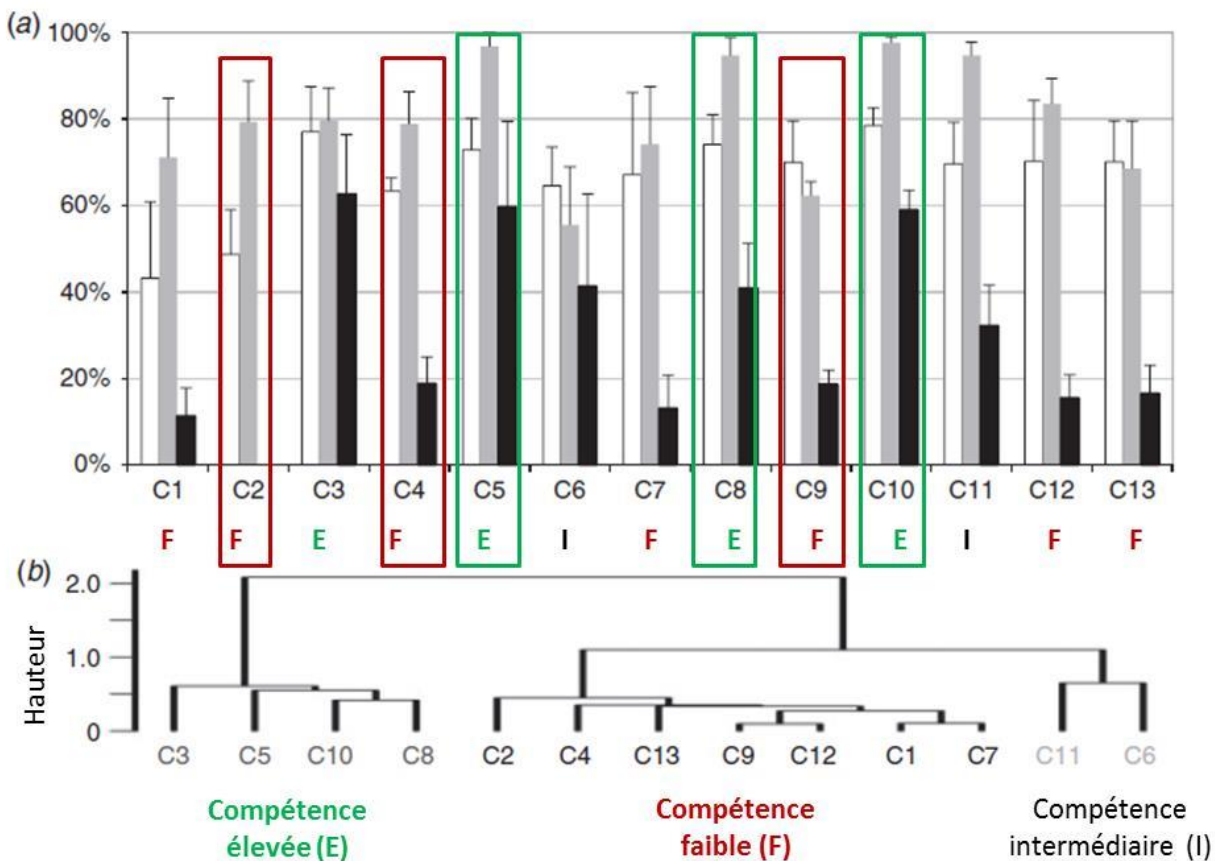 (a)
100%
80%
60%
40%
20%
0%
C1 C2 C3 C4 C5 C6 C7 C8 C9 C10 C11 C12 C13
F F E F E I F E F E I F F
(b)
Hauteur
2.0
1.0
0
C3 C5 C10 C8 C2 C4 C13 C9 C12 C1 C7 C11 C6
Compétence élevée (E)
Compétence faible (F)
Compétence intermédiaire (I)